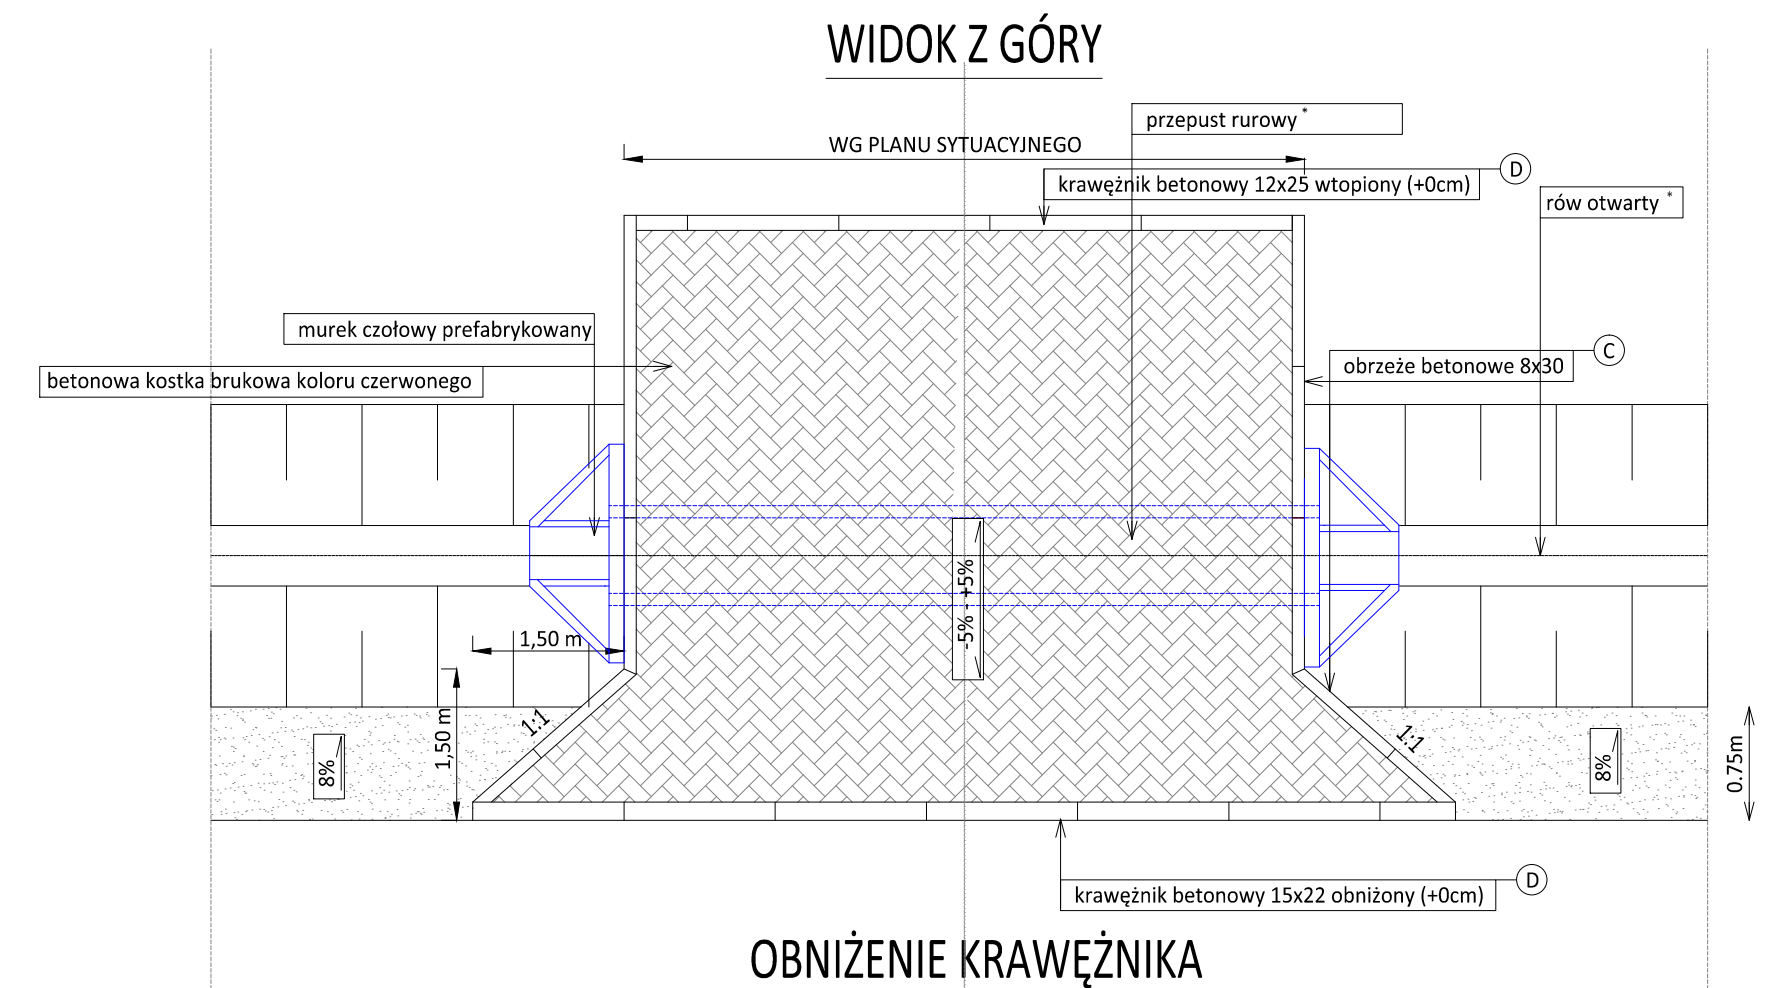 WIDOK Z GÓRY
przepust rurowy *
WG PLANU SYTUACYJNEGO
D
krawężnik betonowy 12x25 wtopiony (+0cm)
rów otwarty *
murek czołowy prefabrykowany
C
obrzeże betonowe 8x30
betonowa kostka brukowa koloru czerwonego
-5% - +5%
1,50 m
1,50 m
1:1
1:1
8%
8%
0.75m
D
krawężnik betonowy 15x22 obniżony (+0cm)
OBNIŻENIE KRAWĘŻNIKA